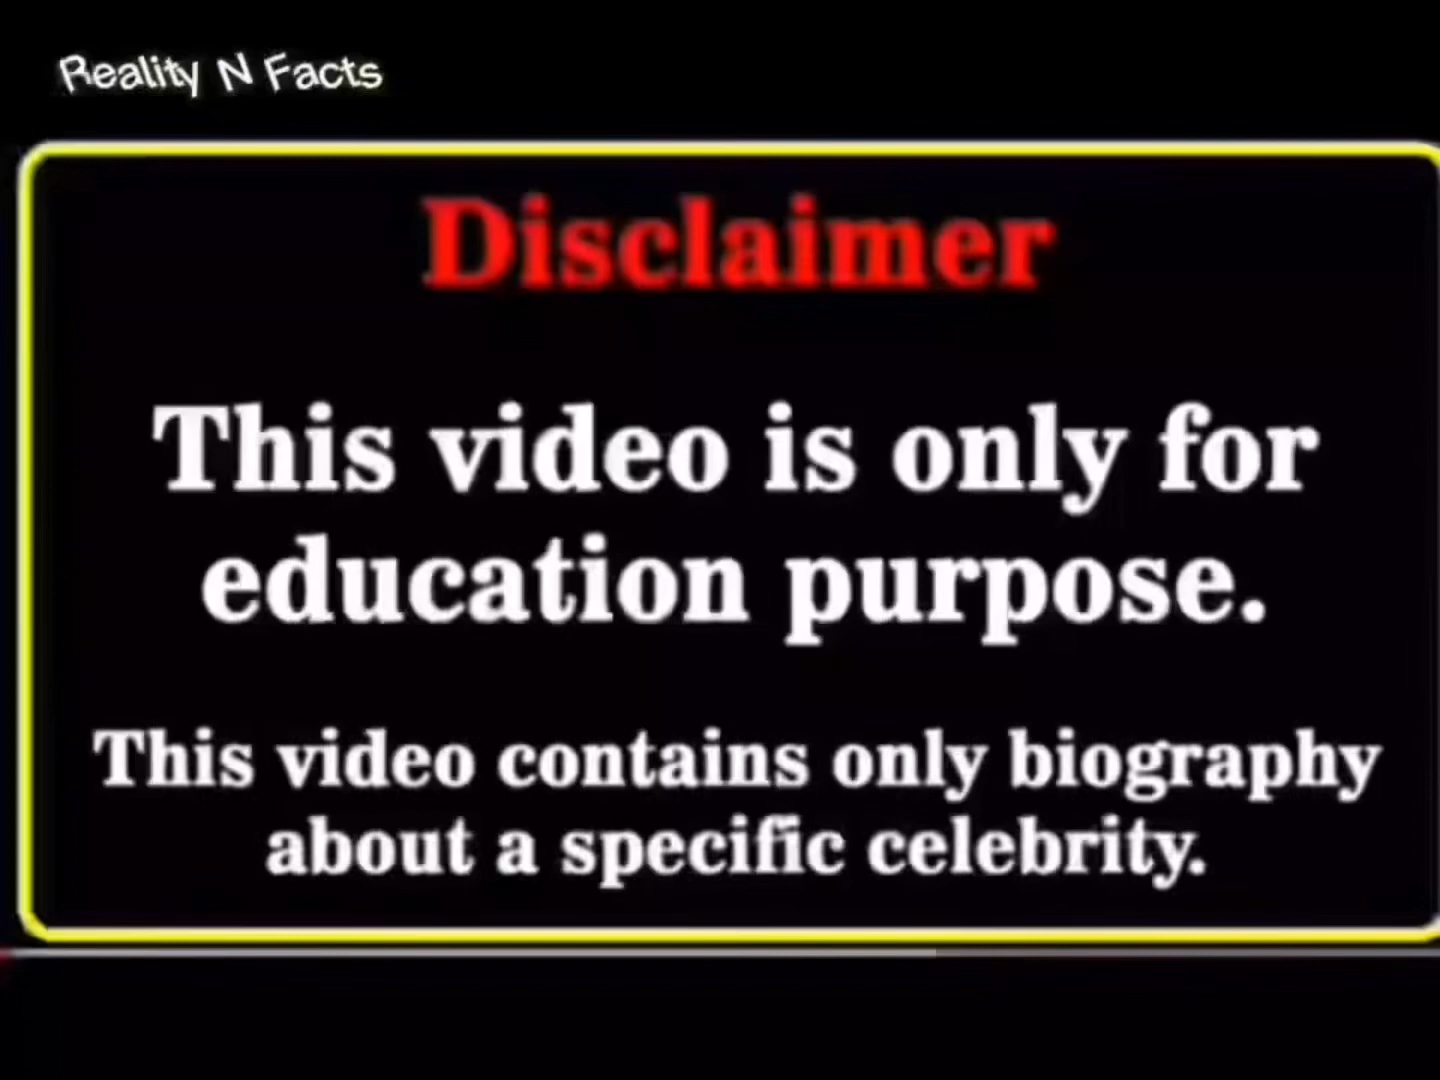 Reality N Facts
Disclaimer
This video is only for
education purpose.
This video contains only biography
about a specific celebrity.